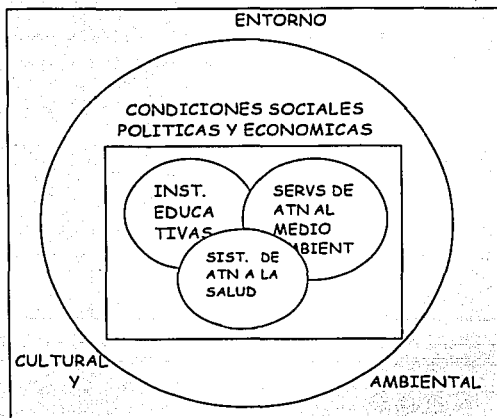 ENTORNO
CONDICIONES SOCIALES
POLITICAS Y ECONOMICAS
INST.
EDUCA
TIVAS
SERVS DE
ATN AL
MEDIO
AMBIENT
SIST. DE
ATN A LA
SALUD
CULTURAL
Y
AMBIENTAL